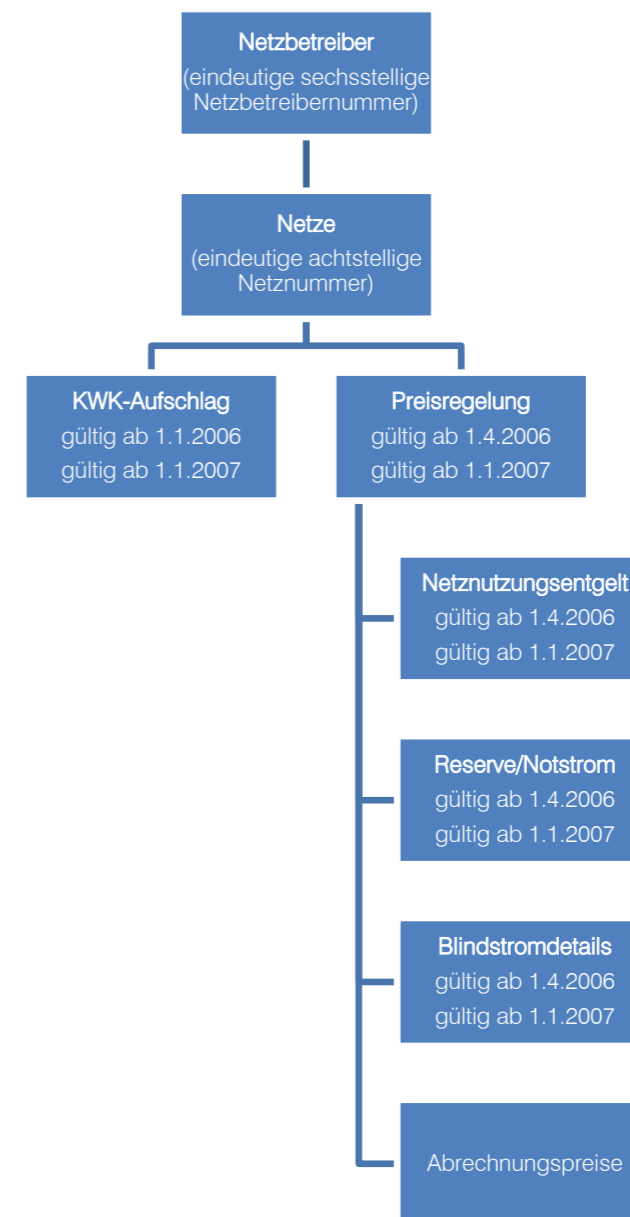 Netzbetreiber
(eindeutige sechsstellige
Netzbetreibernummer)
Netze
(eindeutige achtstellige
Netznummer)
KWK-Aufschlag
gültig ab 1.1.2006
gültig ab 1.1.2007
Preisregelung
gültig ab 1.4.2006
gültig ab 1.1.2007
Netznutzungsentgelt
gültig ab 1.4.2006
gültig ab 1.1.2007
Reserve/Notstrom
gültig ab 1.4.2006
gültig ab 1.1.2007
Blindstromdetails
gültig ab 1.4.2006
gültig ab 1.1.2007
Abrechnungspreise